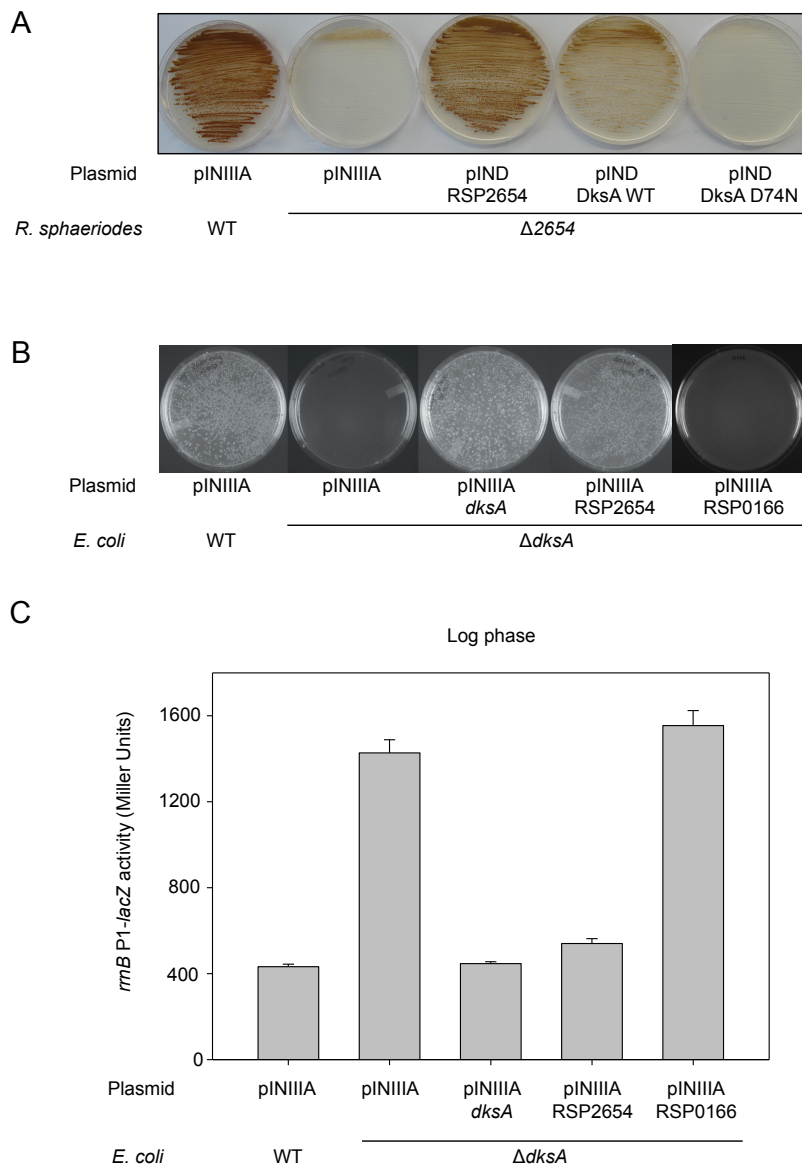 A
Plasmid pINIIIA pINIIIA pIND pIND pIND
RSP2654 DksA WT DksA D74N
R. sphaeriodes WT Δ2654
B
Plasmid pINIIIA pINIIIA pINIIIA pINIIIA pINIIIA
dksA RSP2654 RSP0166
E. coli WT ΔdksA
C
Log phase
rrnB P1-lacZ activity (Miller Units)
1600
1200
800
400
0
Plasmid pINIIIA pINIIIA pINIIIA pINIIIA pINIIIA
dksA RSP2654 RSP0166
E. coli WT ΔdksA